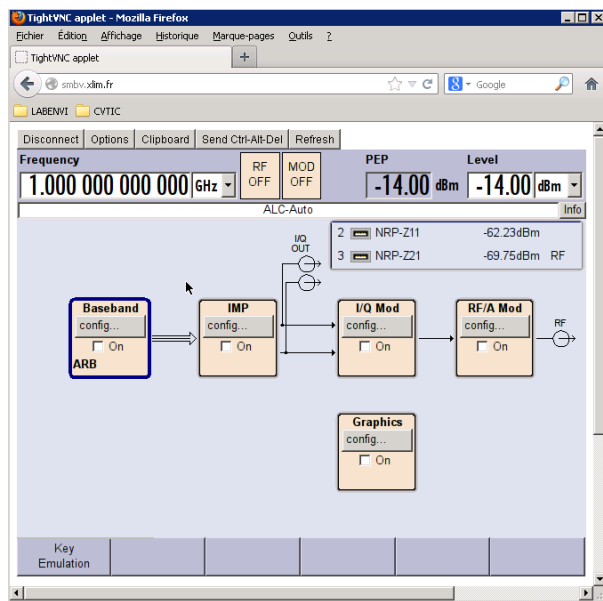 TightVNC applet - Mozilla Firefox
Fichier Édition Affichage Historique Marque-pages Outils ?
TightVNC applet +
smbv.xlim.fr
8 Google
LABENVI CVTIC
Disconnect Options Clipboard Send Ctrl-Alt-Del Refresh
Frequency RF OFF MOD OFF PEP Level
1.000 000 000 000 GHz -14.00 dBm -14.00 dBm
ALC-Auto Info
I/Q OUT
2 NRP-Z11 -62.23dBm
3 NRP-Z21 -69.75dBm RF
Baseband IMP I/Q Mod RF/A Mod
config... config... config... config... RF
On On On On
ARB
Graphics
config...
On
Key
Emulation